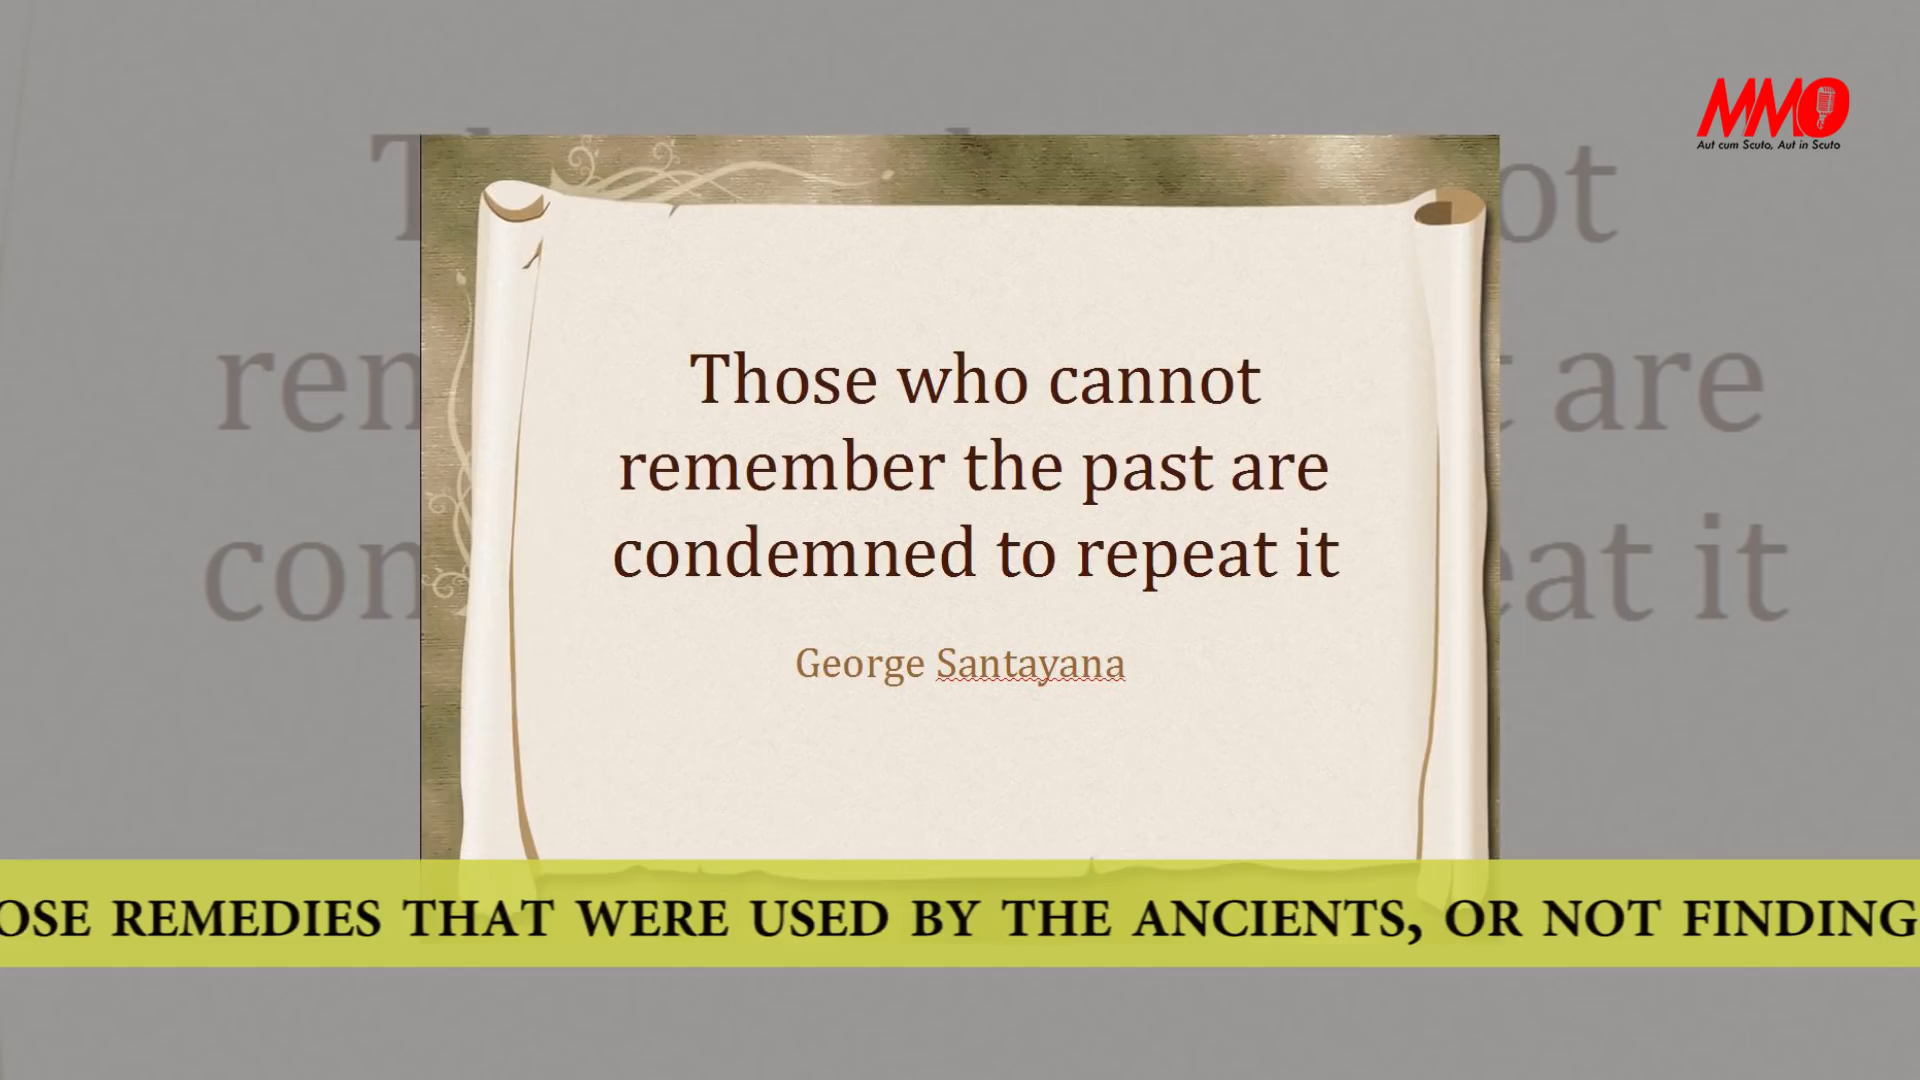 MMO
Aut cum Scuto, Aut in Scuto
Those who cannot
remember the past are
condemned to repeat it
George Santayana
OSE REMEDIES THAT WERE USED BY THE ANCIENTS, OR NOT FINDING